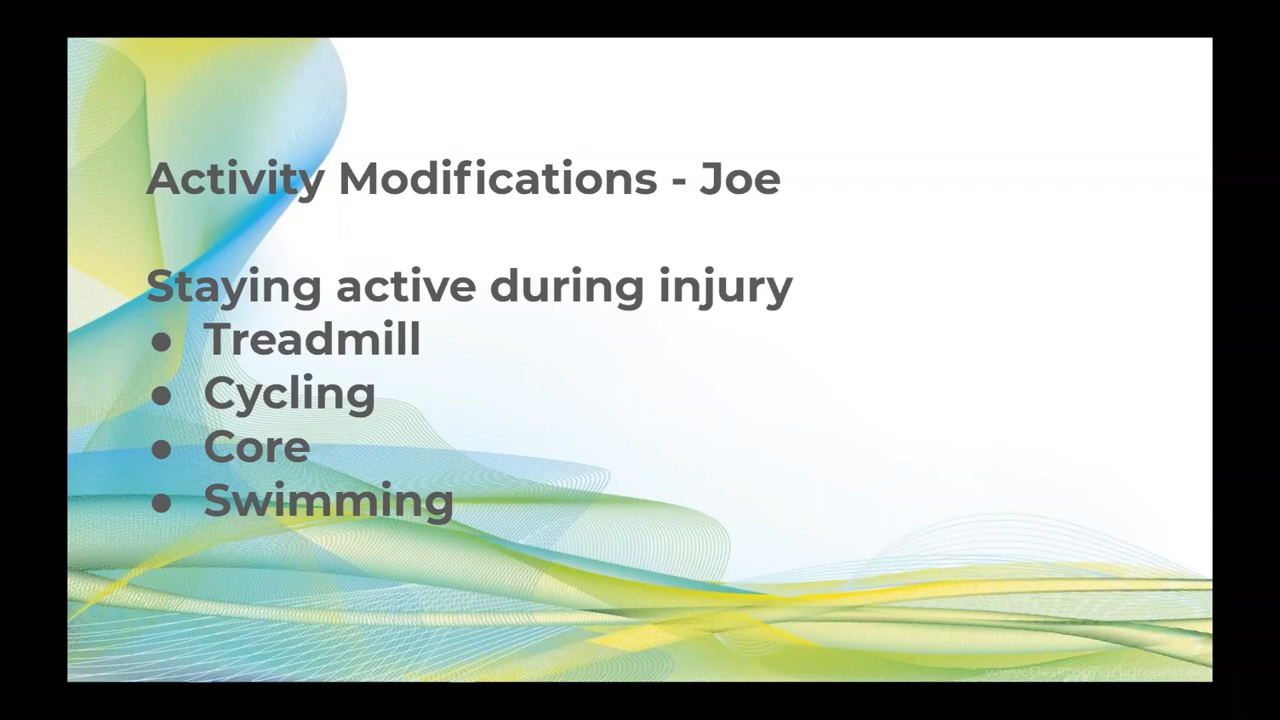 Activity Modifications - Joe
Staying active during injury
● Treadmill
● Cycling
● Core
● Swimming